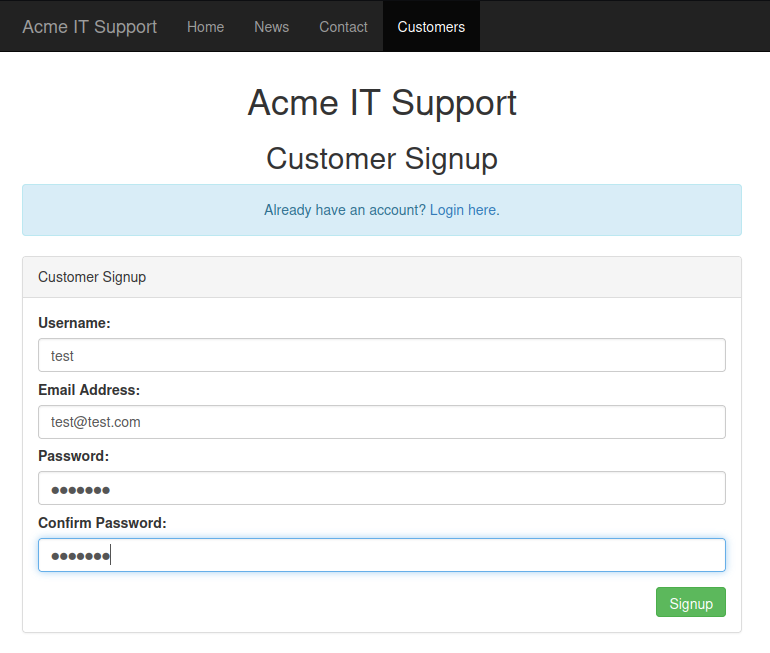 Acme IT Support Home News Contact Customers
Acme IT Support
Customer Signup
Already have an account? Login here.
Customer Signup
Username:
test
Email Address:
test@test.com
Password:
●●●●●●●
Confirm Password:
●●●●●●●
Signup